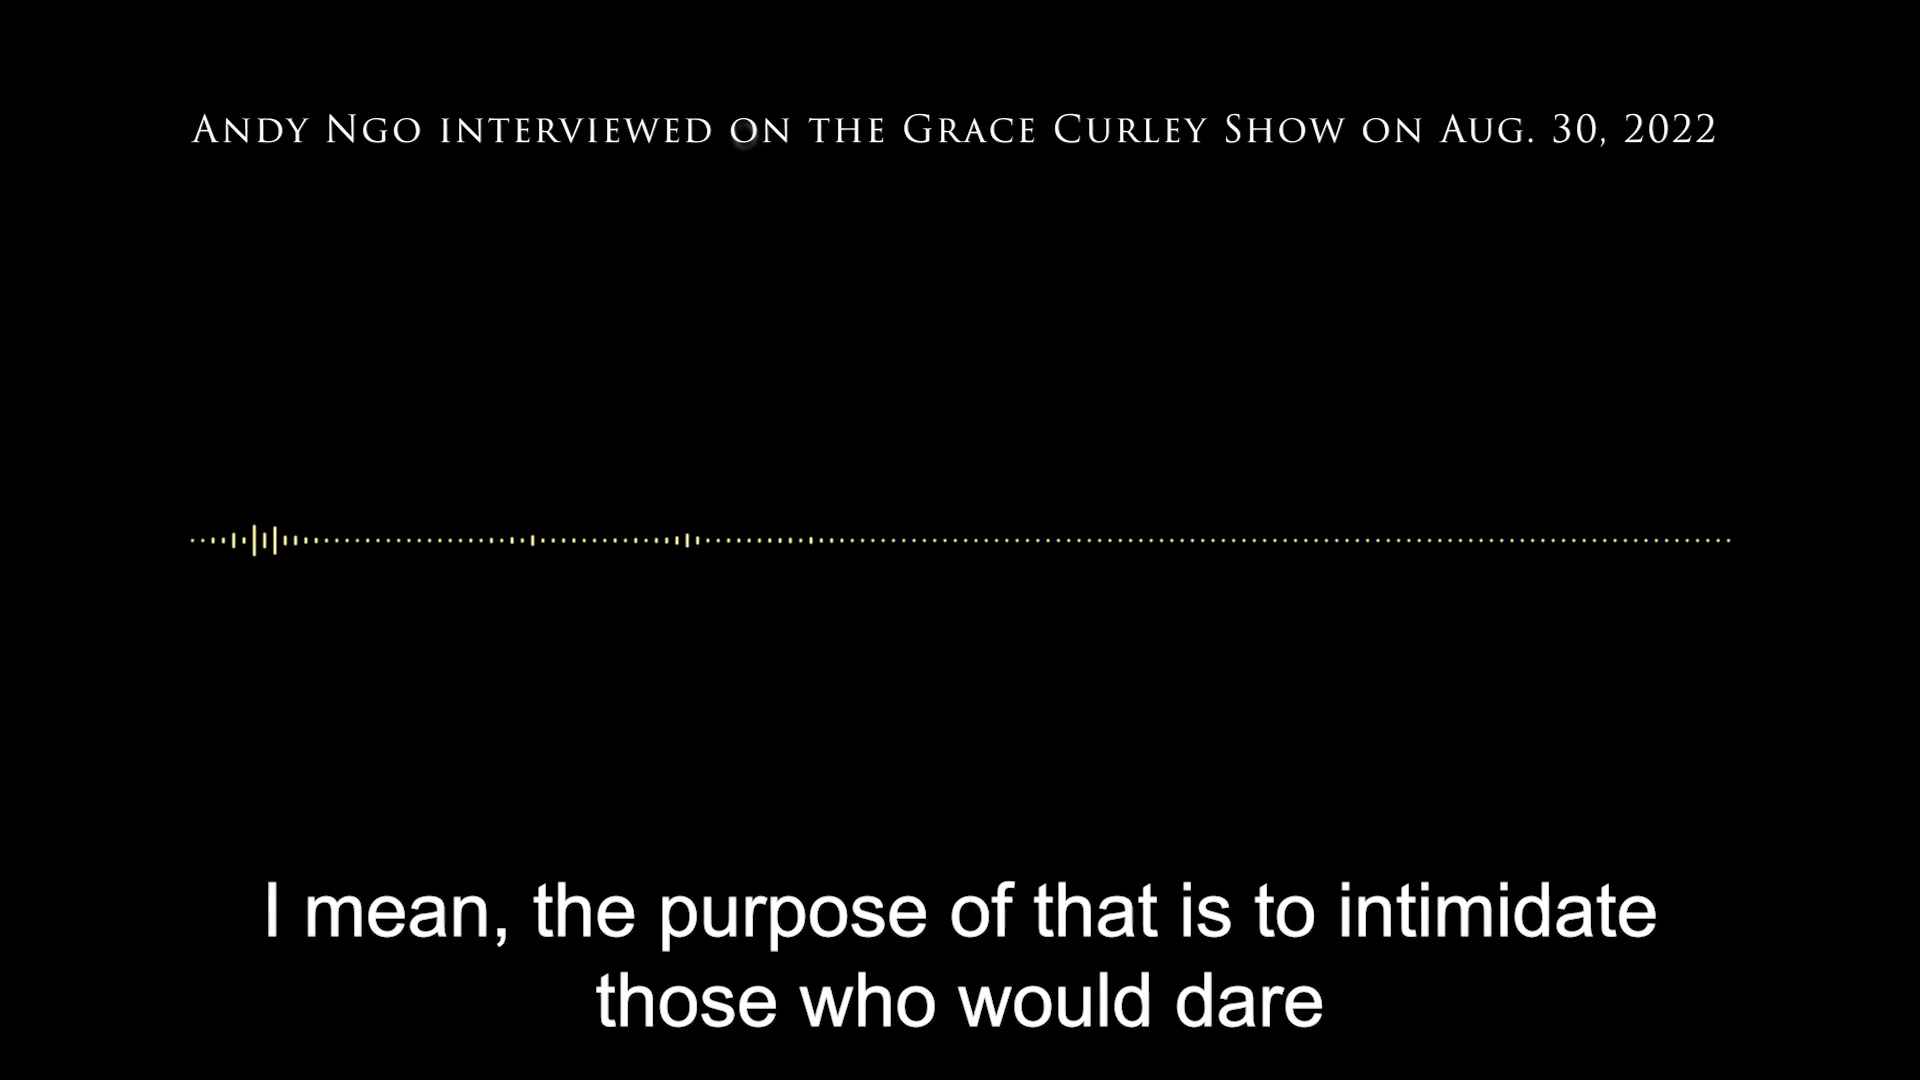 Andy Ngo interviewed on the Grace Curley Show on Aug. 30, 2022
I mean, the purpose of that is to intimidate
those who would dare